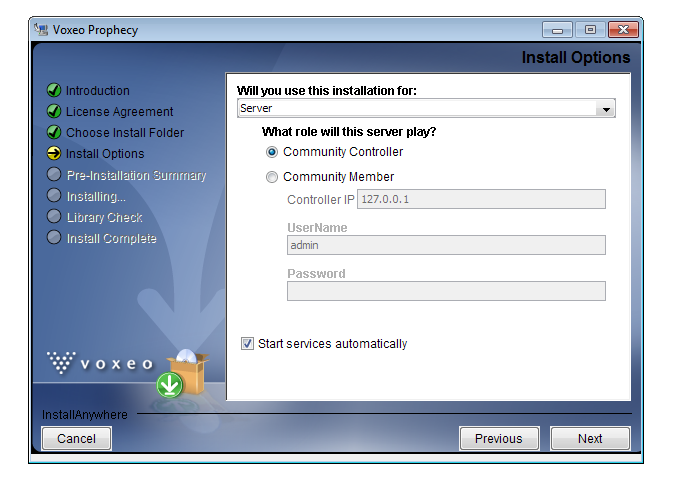 Voxeo Prophecy
Install Options
Introduction
License Agreement
Choose Install Folder
Install Options
Pre-Installation Summary
Installing...
Library Check
Install Complete
Will you use this installation for:
Server
What role will this server play?
Community Controller
Community Member
Controller IP 127.0.0.1
UserName
admin
Password
Start services automatically
voxeo
InstallAnywhere
Cancel
Previous
Next